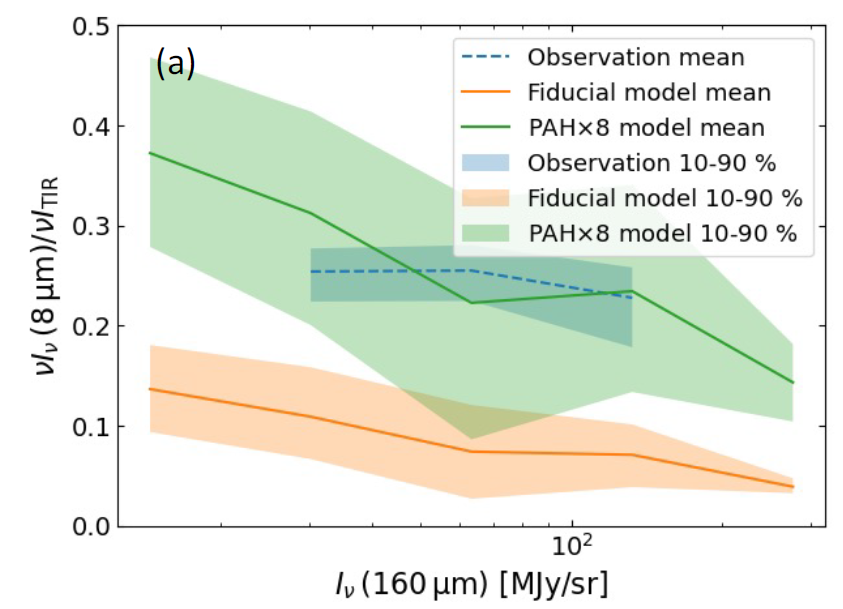 (a)
Observation mean
Fiducial model mean
PAH×8 model mean
Observation 10-90 %
Fiducial model 10-90 %
PAH×8 model 10-90 %
0.5
0.4
0.3
0.2
0.1
0.0
νIν (8 μm)/νITIR
10²
Iν (160 μm) [MJy/sr]